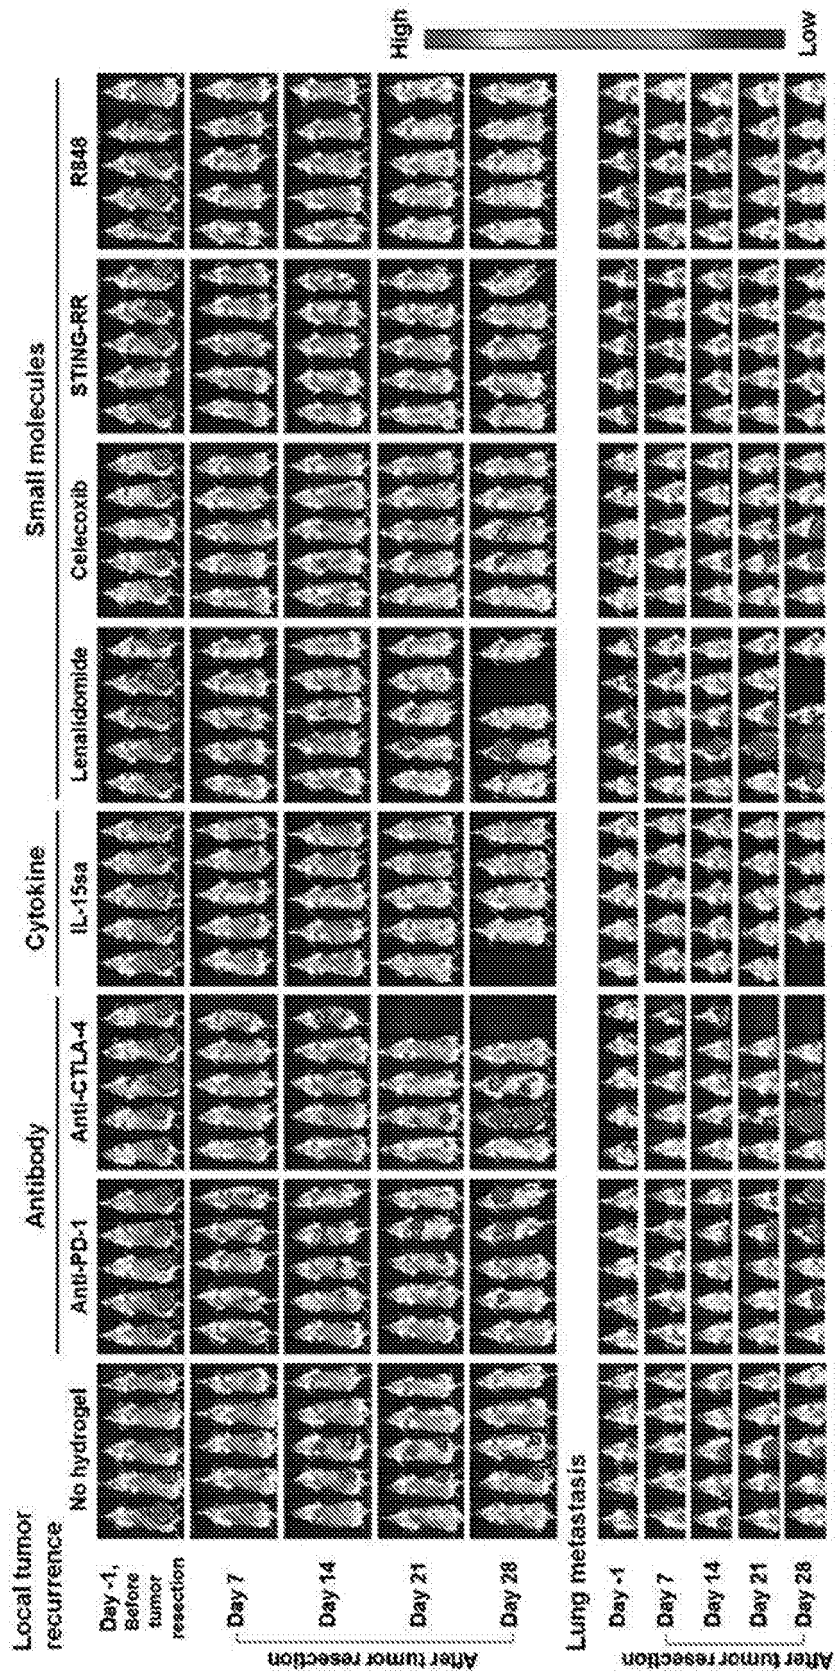 Local tumor
recurrence
Antibody
Cytokine
Small molecules
No hydrogel
Anti-PD-1
Anti-CTLA-4
IL-15sa
Lenalidomide
Celecoxib
STING-RR
R848
High
Low
Day -1,
Before
tumor
resection
Day 7
Day 14
Day 21
Day 28
After tumor resection
Lung metastasis
Day -1
Day 7
Day 14
Day 21
Day 28
After tumor resection